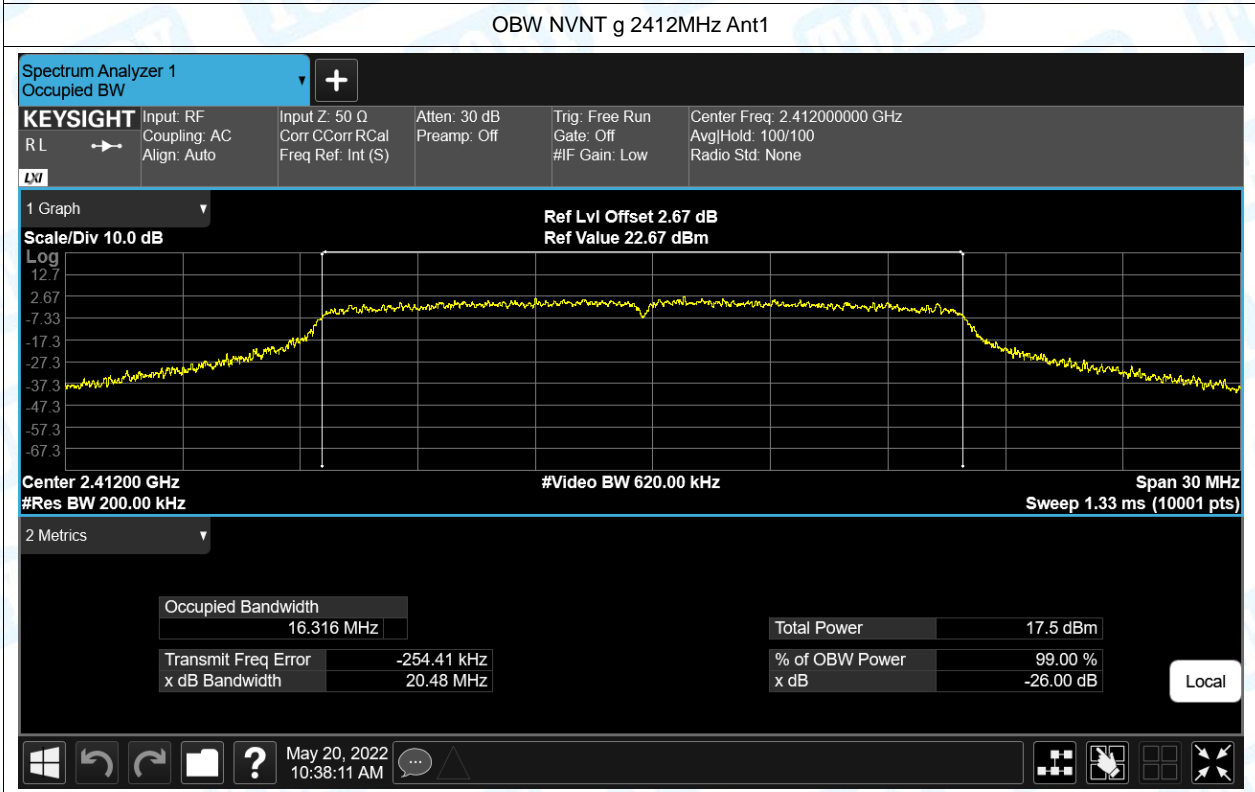 OBW NVNT g 2412MHz Ant1
Spectrum Analyzer 1
Occupied BW
KEYSIGHT
R L
LXI
Input: RF
Coupling: AC
Align: Auto
Input Z: 50 Ω
Corr CCorr RCal
Freq Ref: Int (S)
Atten: 30 dB
Preamp: Off
Trig: Free Run
Gate: Off
#IF Gain: Low
Center Freq: 2.412000000 GHz
Avg|Hold: 100/100
Radio Std: None
1 Graph
Scale/Div 10.0 dB
Ref Lvl Offset 2.67 dB
Ref Value 22.67 dBm
Log
12.7
2.67
-7.33
-17.3
-27.3
-37.3
-47.3
-57.3
-67.3
Center 2.41200 GHz
#Video BW 620.00 kHz
Span 30 MHz
#Res BW 200.00 kHz
Sweep 1.33 ms (10001 pts)
2 Metrics
Occupied Bandwidth
16.316 MHz
Total Power 17.5 dBm
Transmit Freq Error -254.41 kHz
% of OBW Power 99.00 %
x dB Bandwidth 20.48 MHz
x dB -26.00 dB
Local
?
May 20, 2022
10:38:11 AM